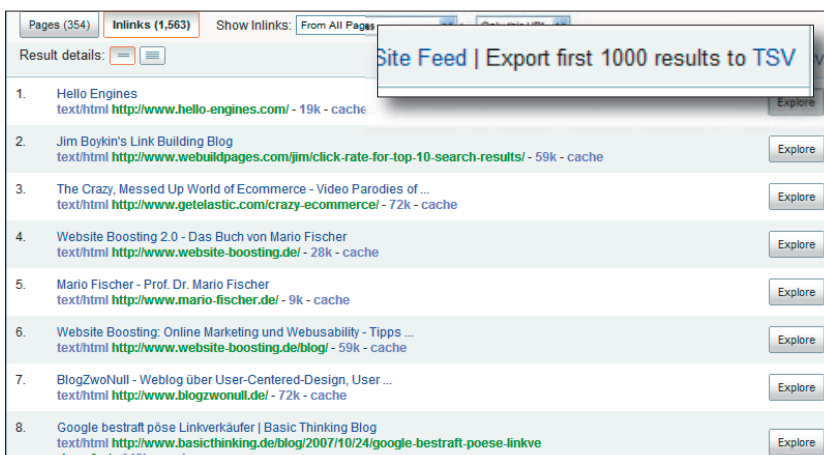 Pages (354) Inlinks (1,563) Show Inlinks: From All Pages
Site Feed | Export first 1000 results to TSV
Result details:
1. Hello Engines
text/html http://www.hello-engines.com/ - 19k - cache
Explore
2. Jim Boykin's Link Building Blog
text/html http://www.webuildpages.com/jim/click-rate-for-top-10-search-results/ - 59k - cache
Explore
3. The Crazy, Messed Up World of Ecommerce - Video Parodies of ...
text/html http://www.getelastic.com/crazy-ecommerce/ - 72k - cache
Explore
4. Website Boosting 2.0 - Das Buch von Mario Fischer
text/html http://www.website-boosting.de/ - 28k - cache
Explore
5. Mario Fischer - Prof. Dr. Mario Fischer
text/html http://www.mario-fischer.de/ - 9k - cache
Explore
6. Website Boosting: Online Marketing und Webusability - Tipps ...
text/html http://www.website-boosting.de/blog/ - 59k - cache
Explore
7. BlogZwoNull - Weblog über User-Centered-Design, User ...
text/html http://www.blogzwonull.de/ - 72k - cache
Explore
8. Google bestraft pöse Linkverkäufer | Basic Thinking Blog
text/html http://www.basicthinking.de/blog/2007/10/24/google-bestraft-poese-linkve
Explore